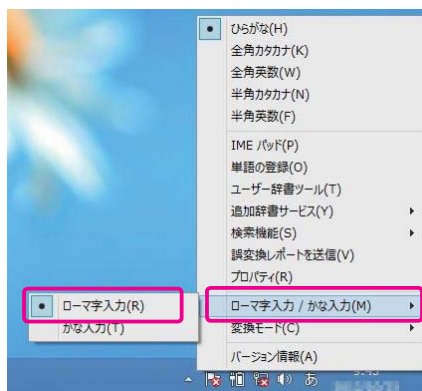 ひらがな(H)
全角カタカナ(K)
全角英数(W)
半角カタカナ(N)
半角英数(F)
IME パッド(P)
単語の登録(O)
ユーザー辞書ツール(T)
追加辞書サービス(Y)
検索機能(S)
誤変換レポートを送信(V)
プロパティ(R)
ローマ字入力 / かな入力(M)
ローマ字入力(R)
かな入力(T)
変換モード(C)
バージョン情報(A)
あ